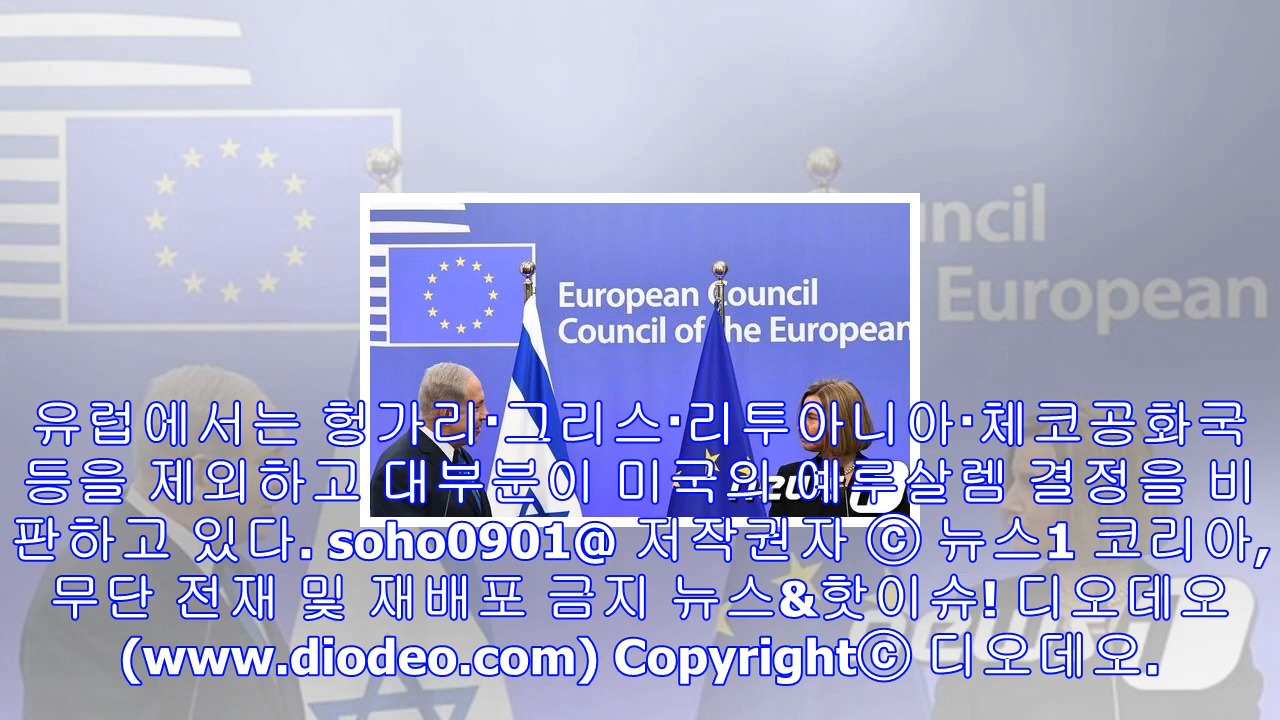 European Council
Council of the European
ncil
European
유럽에서는 헝가리·그리스·리투아니아·체코공화국
등을 제외하고 대부분이 미국의 예루살렘 결정을 비
판하고 있다. soho0901@ 저작권자 ⓒ 뉴스1 코리아,
무단 전재 및 재배포 금지 뉴스&핫이슈! 디오데오
(www.diodeo.com) Copyrightⓒ 디오데오.